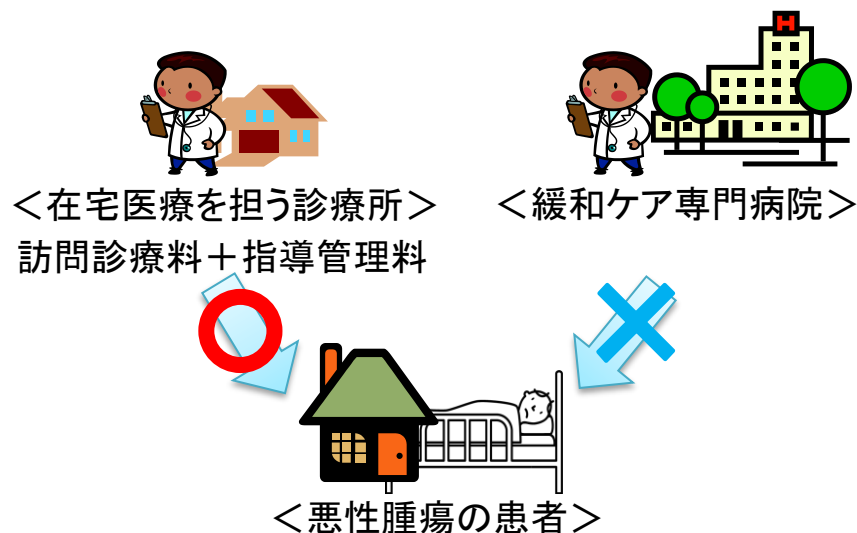 H
＜在宅医療を担う診療所＞
訪問診療料＋指導管理料
＜緩和ケア専門病院＞
＜悪性腫瘍の患者＞